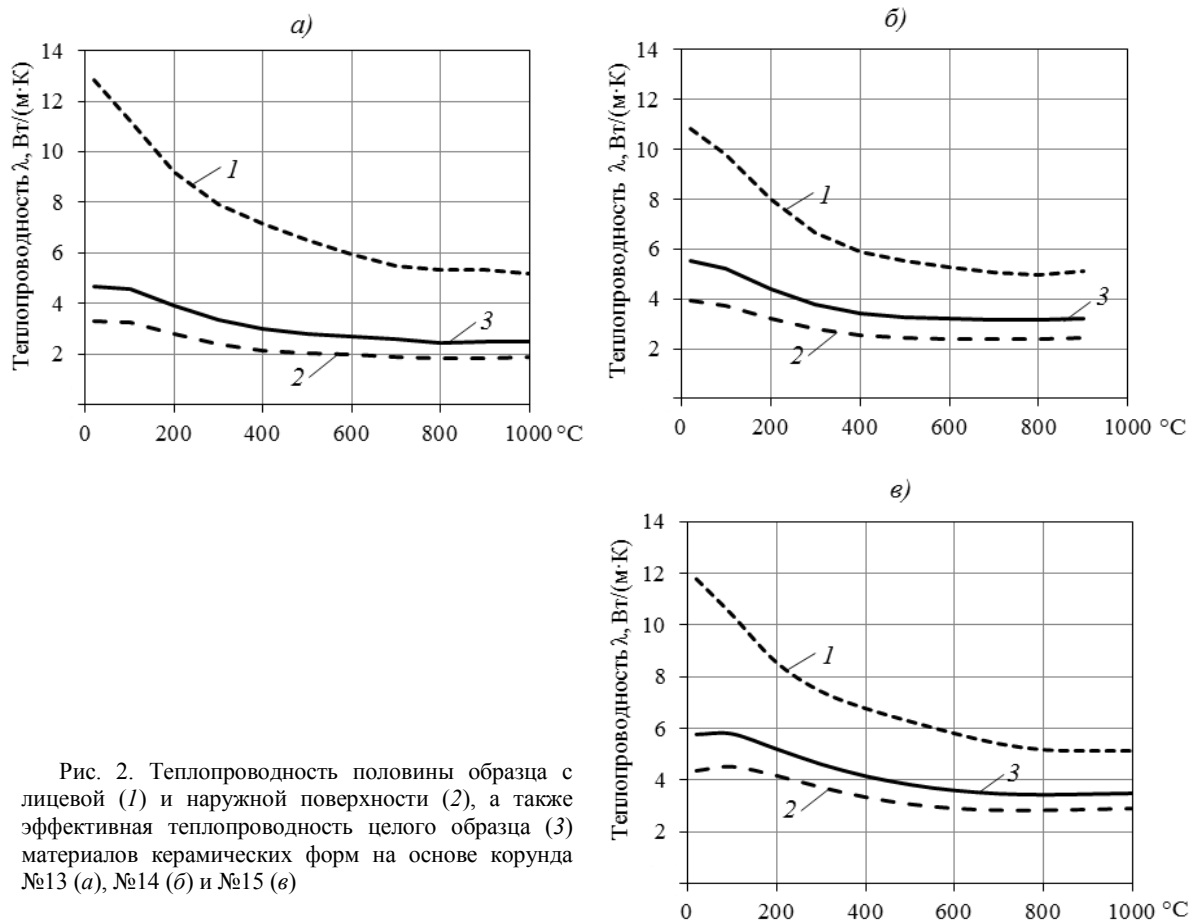 а)
Теплопроводность λ, Вт/(м·К)
14
12
10
8
6
4
2
1
3
2
0 200 400 600 800 1000 °С
б)
Теплопроводность λ, Вт/(м·К)
14
12
10
8
6
4
2
1
3
2
0 200 400 600 800 1000 °С
в)
Теплопроводность λ, Вт/(м·К)
14
12
10
8
6
4
2
1
3
2
0 200 400 600 800 1000 °С
Рис. 2. Теплопроводность половины образца с
лицевой (1) и наружной поверхности (2), а также
эффективная теплопроводность целого образца (3)
материалов керамических форм на основе корунда
№13 (а), №14 (б) и №15 (в)